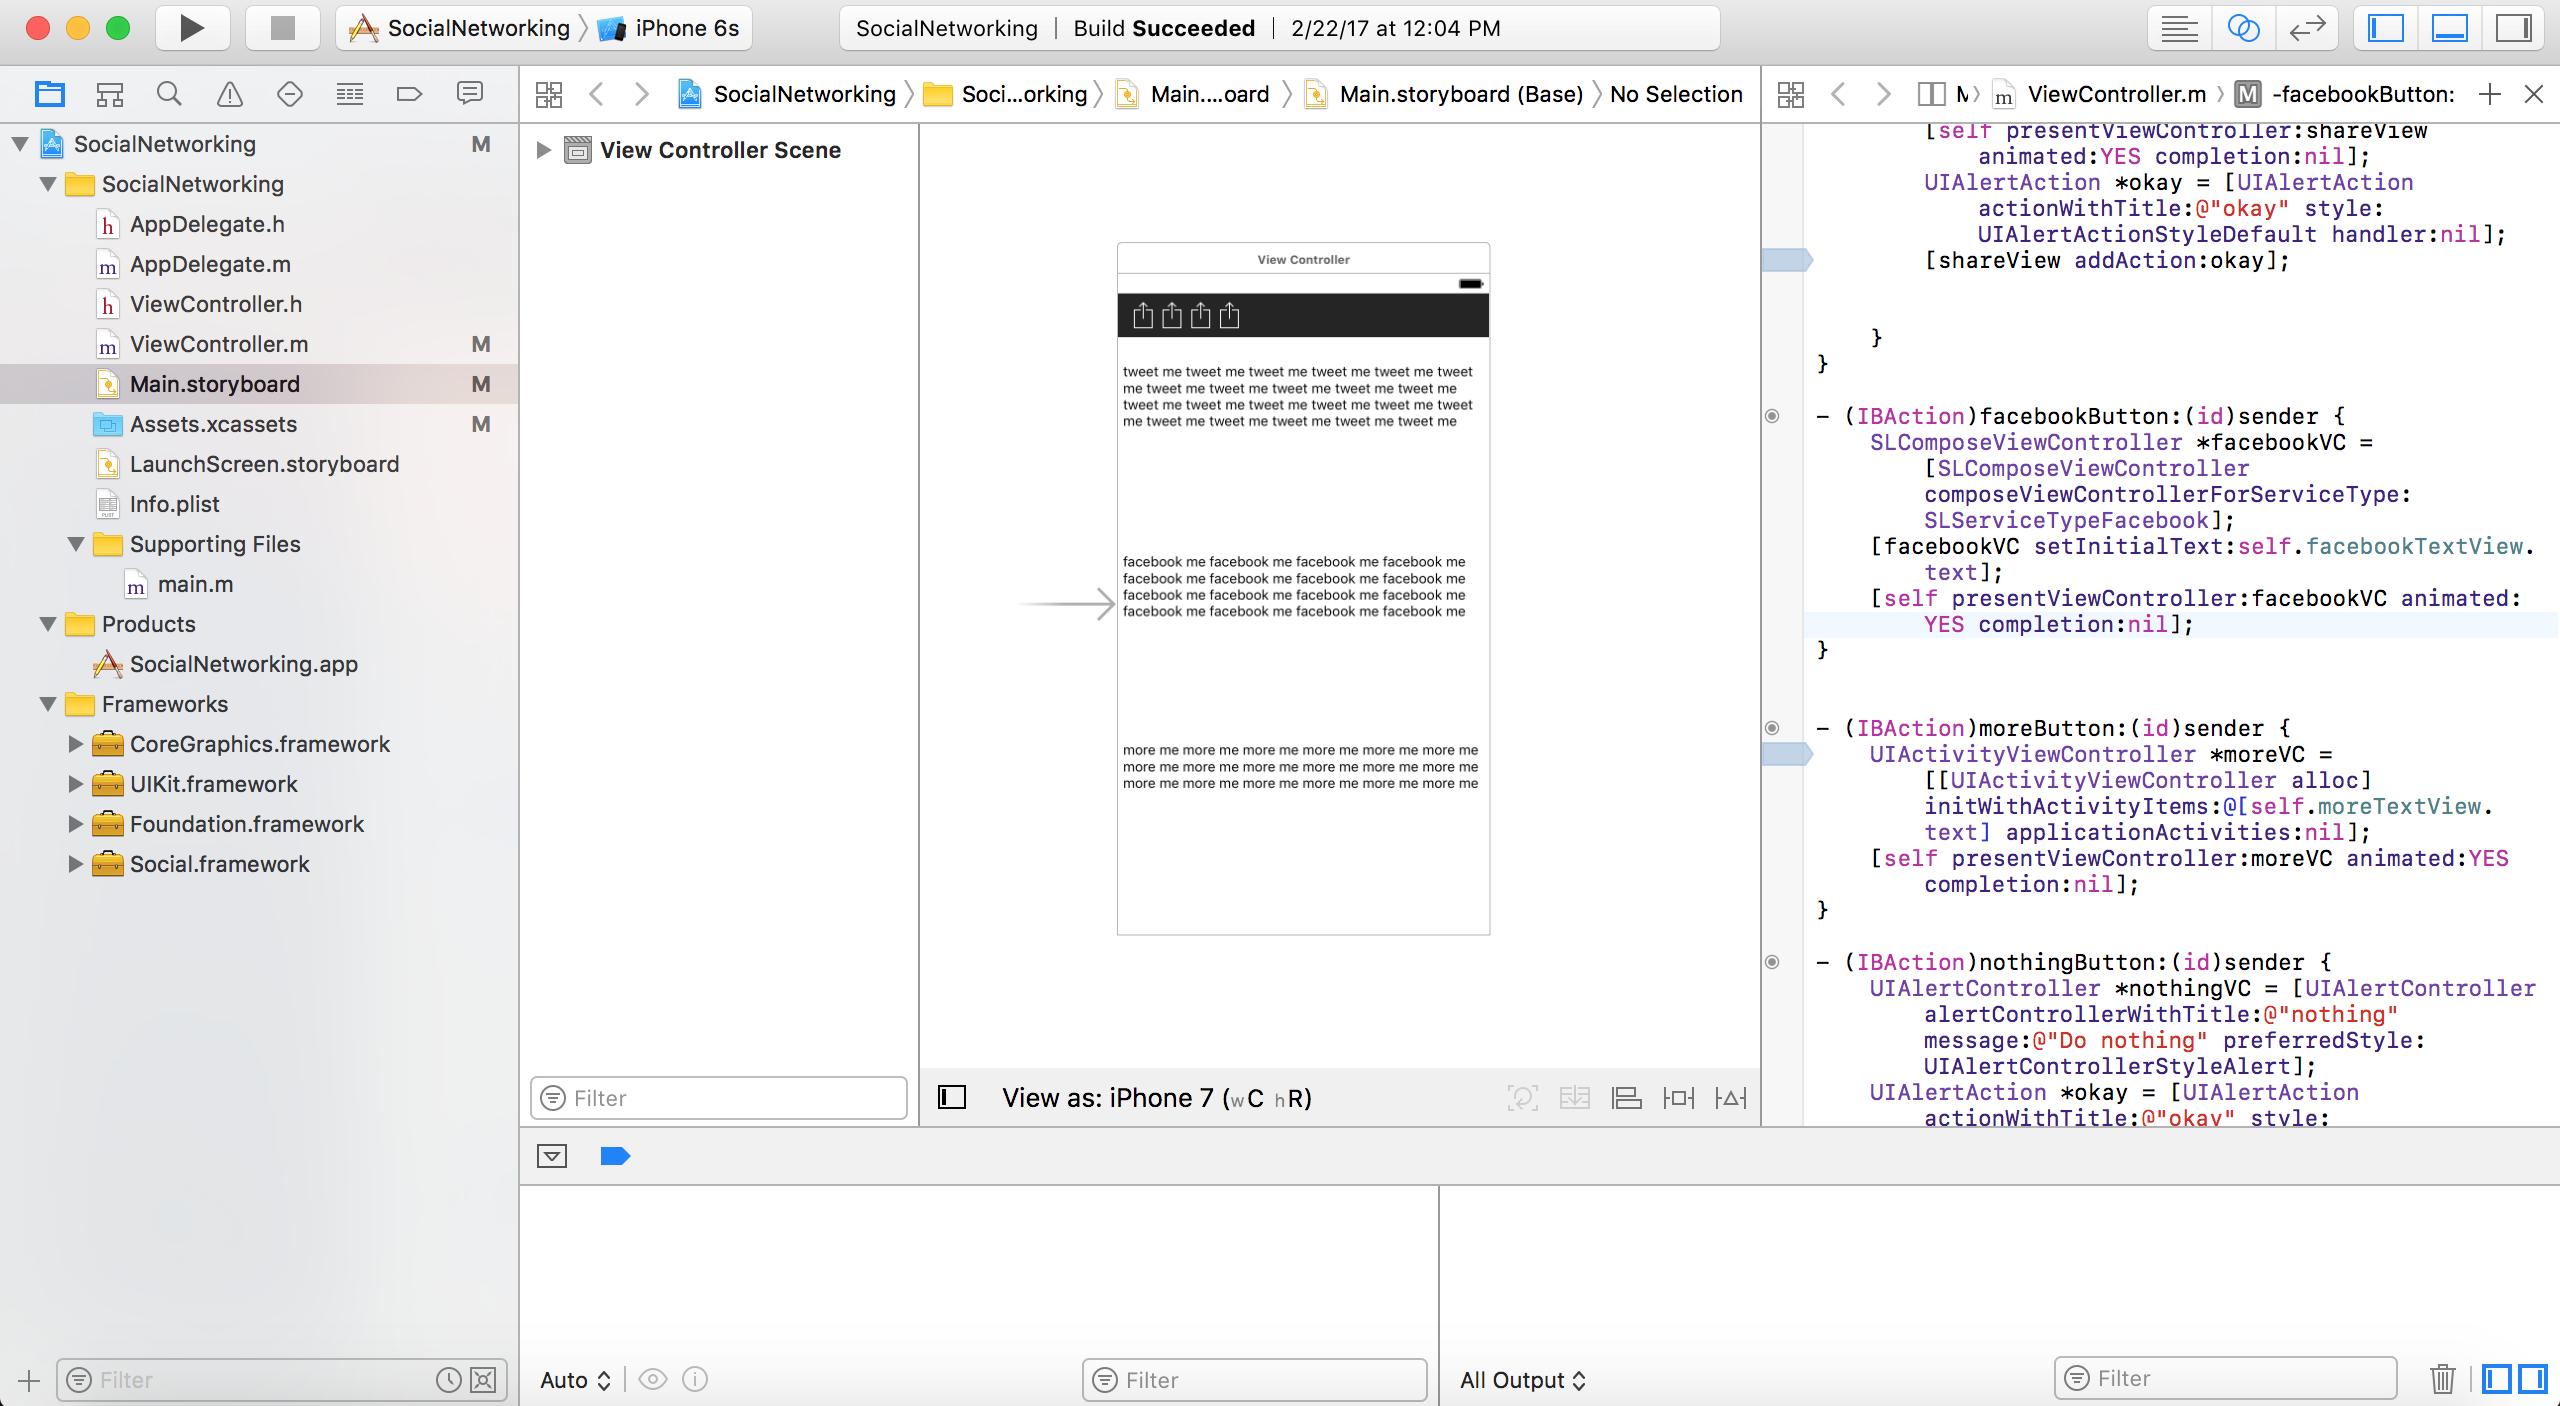 SocialNetworking
iPhone 6s
SocialNetworking | Build Succeeded | 2/22/17 at 12:04 PM
SocialNetworking M
SocialNetworking
h AppDelegate.h
m AppDelegate.m
h ViewController.h
m ViewController.m M
Main.storyboard M
Assets.xcassets M
LaunchScreen.storyboard
Info.plist
Supporting Files
m main.m
Products
SocialNetworking.app
Frameworks
CoreGraphics.framework
UIKit.framework
Foundation.framework
Social.framework
Filter
SocialNetworking
Soci...orking
Main....oard
Main.storyboard (Base)
No Selection
View Controller Scene
Filter
View Controller
tweet me tweet me tweet me tweet me tweet me tweet
me tweet me tweet me tweet me tweet me tweet me
tweet me tweet me tweet me tweet me tweet me tweet
me tweet me tweet me tweet me tweet me tweet me
facebook me facebook me facebook me facebook me
facebook me facebook me facebook me facebook me
facebook me facebook me facebook me facebook me
facebook me facebook me facebook me facebook me
more me more me more me more me more me more me
more me more me more me more me more me more me
more me more me more me more me more me more me
View as: iPhone 7 (wC hR)
m ViewController.m
M -facebookButton:
[self presentViewController:shareView
animated:YES completion:nil];
UIAlertAction *okay = [UIAlertAction
actionWithTitle:@"okay" style:
UIAlertActionStyleDefault handler:nil];
[shareView addAction:okay];
}
}
- (IBAction)facebookButton:(id)sender {
SLComposeViewController *facebookVC =
[SLComposeViewController
composeViewControllerForServiceType:
SLServiceTypeFacebook];
[facebookVC setInitialText:self.facebookTextView.
text];
[self presentViewController:facebookVC animated:
YES completion:nil];
}
- (IBAction)moreButton:(id)sender {
UIActivityViewController *moreVC =
[[UIActivityViewController alloc]
initWithActivityItems:@[self.moreTextView.
text] applicationActivities:nil];
[self presentViewController:moreVC animated:YES
completion:nil];
}
- (IBAction)nothingButton:(id)sender {
UIAlertController *nothingVC = [UIAlertController
alertControllerWithTitle:@"nothing"
message:@"Do nothing" preferredStyle:
UIAlertControllerStyleAlert];
UIAlertAction *okay = [UIAlertAction
actionWithTitle:@"okay" style:
Auto
Filter
All Output
Filter